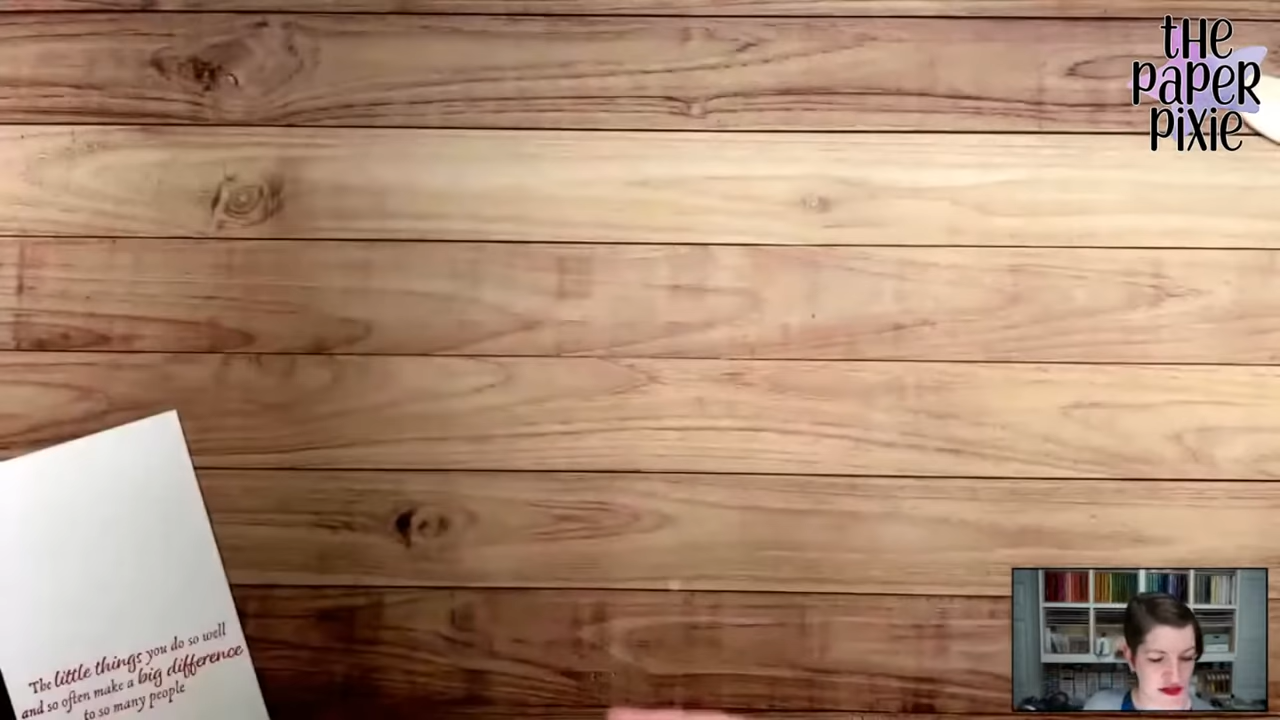 tHe
paper
pixie
The little things you do so well
and so often make a big difference
to so many people